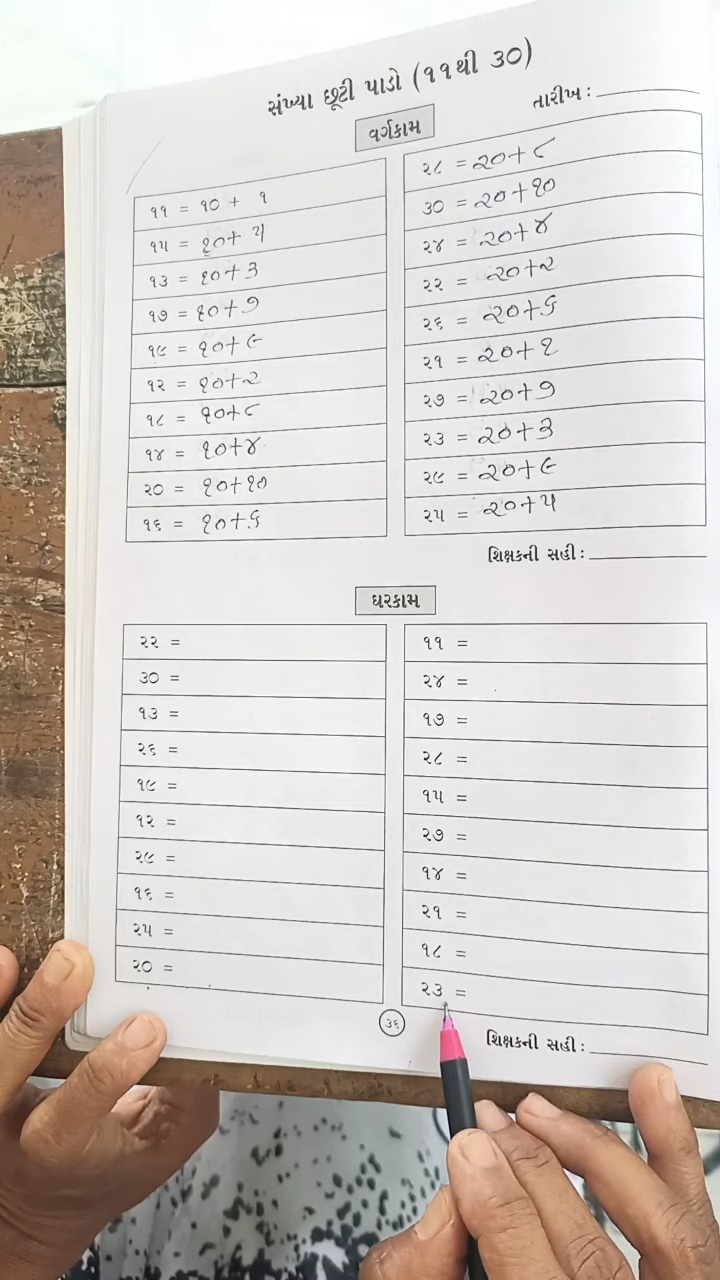 સંખ્યા છૂટી પાડો (૧૧થી ૩૦)
તારીખ : 
વર્ગકામ
૧૧ = ૧૦ + ૧
૧૫ = ૧૦+ ૫
૧૩ = ૧૦+૩
૧૭ = ૧૦+૭
૧૯ = ૧૦+૯
૧૨ = ૧૦+૨
૧૮ = ૧૦+૮
૧૪ = ૧૦+૪
૨૦ = ૧૦+૧૦
૧૬ = ૧૦+૬
૨૮ = ૨૦+૮
૩૦ = ૨૦+૧૦
૨૪ = ૨૦+૪
૨૨ = ૨૦+૨
૨૬ = ૨૦+૬
૨૧ = ૨૦+૧
૨૭ = ૨૦+૭
૨૩ = ૨૦+૩
૨૯ = ૨૦+૯
૨૫ = ૨૦+૫
શિક્ષકની સહી :
ઘરકામ
૨૨ =
૩૦ =
૧૩ =
૨૬ =
૧૯ =
૧૨ =
૨૯ =
૧૬ =
૨૫ =
૨૦ =
૧૧ =
૨૪ =
૧૭ =
૨૮ =
૧૫ =
૨૭ =
૧૪ =
૨૧ =
૧૮ =
૨૩ =
૩૬
શિક્ષકની સહી :